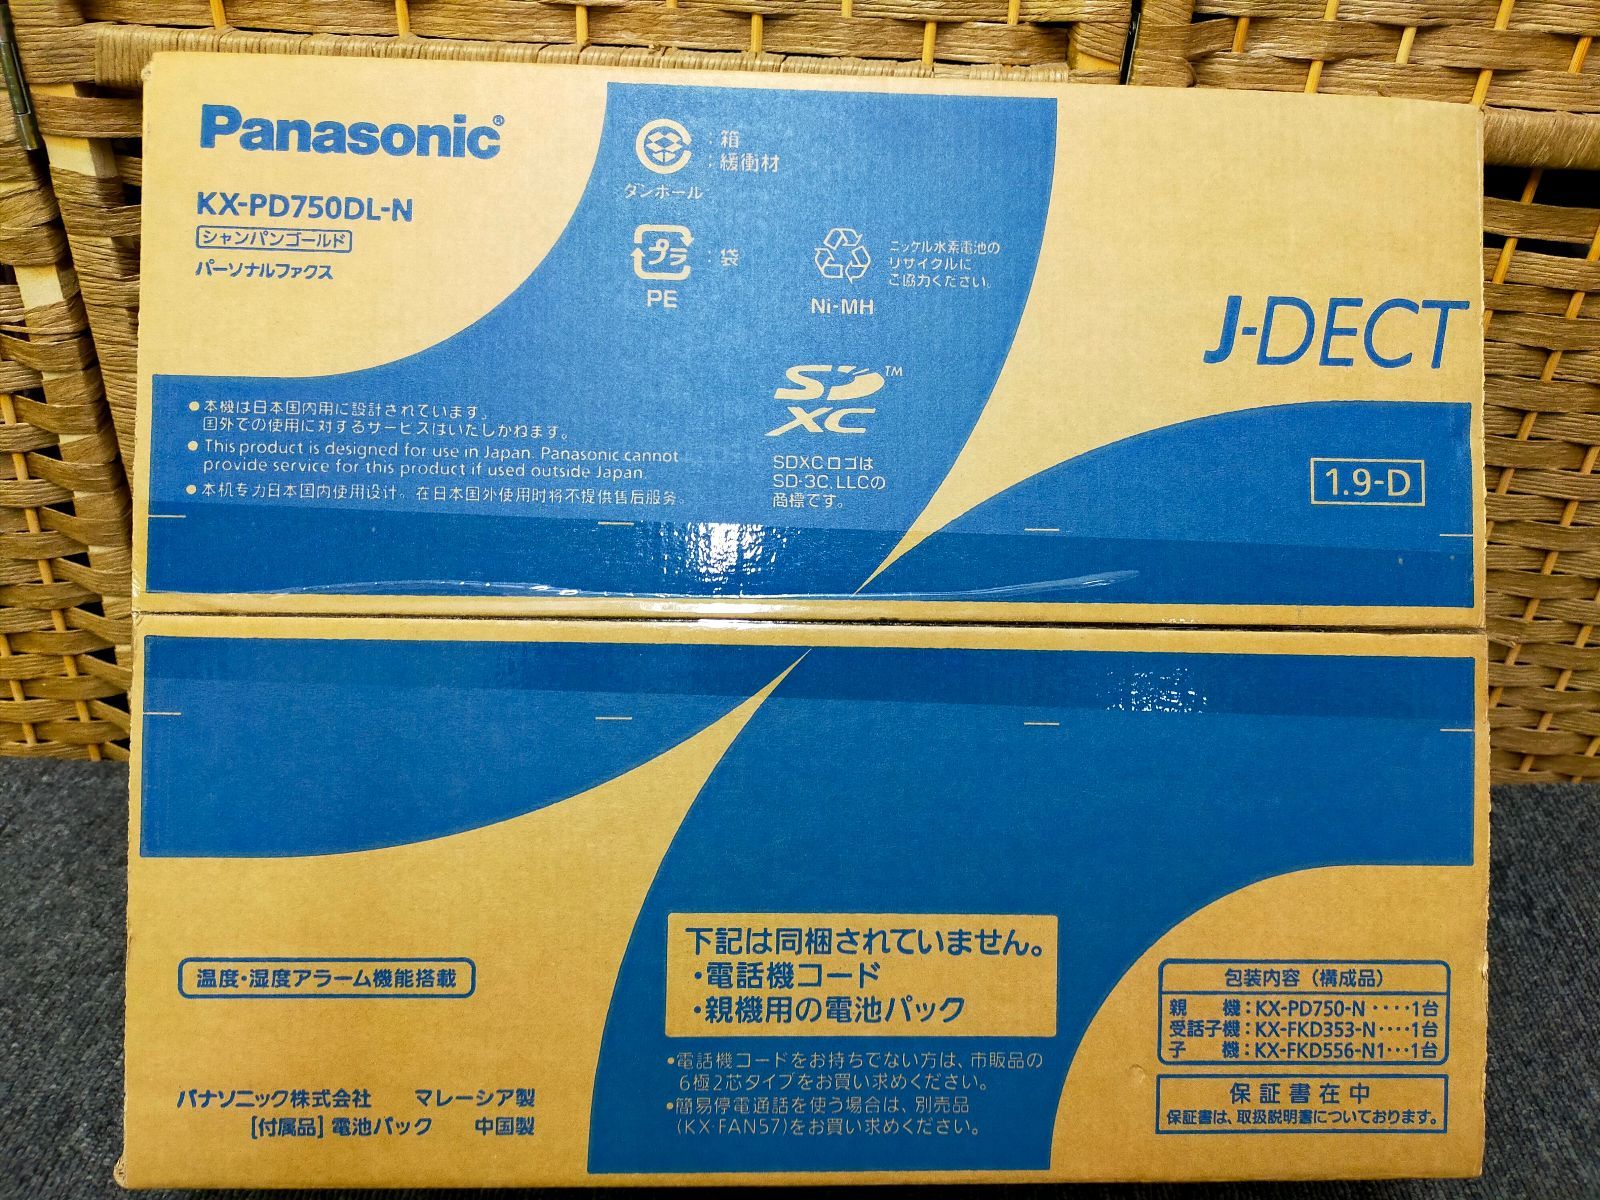 Panasonic®
KX-PD750DL-N
シャンパンゴールド
パーソナルファクス
：箱
：緩衝材
ダンボール
プラ
：袋
PE
ニッケル水素電池の
リサイクルに
ご協力ください。
Ni-MH
SD™
XC
SDXCロゴは
SD-3C, LLCの
商標です。
J-DECT
1.9-D
●本機は日本国内用に設計されています。
国外での使用に対するサービスはいたしかねます。
●This product is designed for use in Japan. Panasonic cannot
provide service for this product if used outside Japan.
●本机专力日本国内使用设计。在日本国外使用时将不提供售后服务。
温度・湿度アラーム機能搭載
パナソニック株式会社 マレーシア製
[付属品] 電池パック 中国製
下記は同梱されていません。
・電話機コード
・親機用の電池パック
●電話機コードをお持ちでない方は、市販品の
6極2芯タイプをお買い求めください。
●簡易停電通話を使う場合は、別売品
(KX-FAN57)をお買い求めください。
包装内容（構成品）
親機：KX-PD750-N････1台
受話子機：KX-FKD353-N････1台
子機：KX-FKD556-N1･･･1台
保証書在中
保証書は、取扱説明書についております。